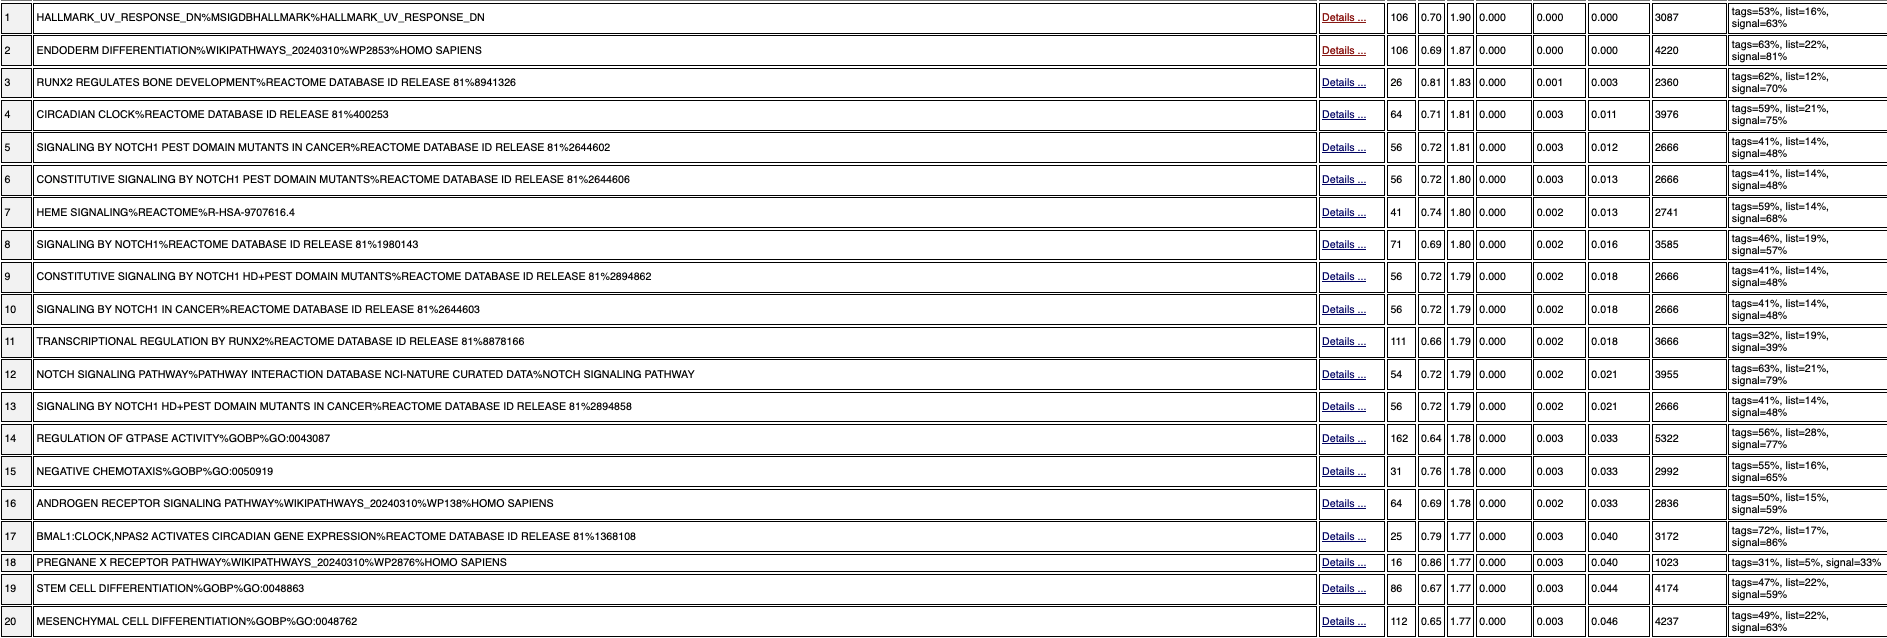 1 HALLMARK_UV_RESPONSE_DN%MSIGDBHALLMARK%HALLMARK_UV_RESPONSE_DN Details ... 106 0.70 1.90 0.000 0.000 0.000 3087 tags=53%, list=16%,
signal=63%
2 ENDODERM DIFFERENTIATION%WIKIPATHWAYS_20240310%WP2853%HOMO SAPIENS Details ... 106 0.69 1.87 0.000 0.000 0.000 4220 tags=63%, list=22%,
signal=81%
3 RUNX2 REGULATES BONE DEVELOPMENT%REACTOME DATABASE ID RELEASE 81%8941326 Details ... 26 0.81 1.83 0.000 0.001 0.003 2360 tags=62%, list=12%,
signal=70%
4 CIRCADIAN CLOCK%REACTOME DATABASE ID RELEASE 81%400253 Details ... 64 0.71 1.81 0.000 0.003 0.011 3976 tags=59%, list=21%,
signal=75%
5 SIGNALING BY NOTCH1 PEST DOMAIN MUTANTS IN CANCER%REACTOME DATABASE ID RELEASE 81%2644602 Details ... 56 0.72 1.81 0.000 0.003 0.012 2666 tags=41%, list=14%,
signal=48%
6 CONSTITUTIVE SIGNALING BY NOTCH1 PEST DOMAIN MUTANTS%REACTOME DATABASE ID RELEASE 81%2644606 Details ... 56 0.72 1.80 0.000 0.003 0.013 2666 tags=41%, list=14%,
signal=48%
7 HEME SIGNALING%REACTOME%R-HSA-9707616.4 Details ... 41 0.74 1.80 0.000 0.002 0.013 2741 tags=59%, list=14%,
signal=68%
8 SIGNALING BY NOTCH1%REACTOME DATABASE ID RELEASE 81%1980143 Details ... 71 0.69 1.80 0.000 0.002 0.016 3585 tags=46%, list=19%,
signal=57%
9 CONSTITUTIVE SIGNALING BY NOTCH1 HD+PEST DOMAIN MUTANTS%REACTOME DATABASE ID RELEASE 81%2894862 Details ... 56 0.72 1.79 0.000 0.002 0.018 2666 tags=41%, list=14%,
signal=48%
10 SIGNALING BY NOTCH1 IN CANCER%REACTOME DATABASE ID RELEASE 81%2644603 Details ... 56 0.72 1.79 0.000 0.002 0.018 2666 tags=41%, list=14%,
signal=48%
11 TRANSCRIPTIONAL REGULATION BY RUNX2%REACTOME DATABASE ID RELEASE 81%8878166 Details ... 111 0.66 1.79 0.000 0.002 0.018 3666 tags=32%, list=19%,
signal=39%
12 NOTCH SIGNALING PATHWAY%PATHWAY INTERACTION DATABASE NCI-NATURE CURATED DATA%NOTCH SIGNALING PATHWAY Details ... 54 0.72 1.79 0.000 0.002 0.021 3955 tags=63%, list=21%,
signal=79%
13 SIGNALING BY NOTCH1 HD+PEST DOMAIN MUTANTS IN CANCER%REACTOME DATABASE ID RELEASE 81%2894858 Details ... 56 0.72 1.79 0.000 0.002 0.021 2666 tags=41%, list=14%,
signal=48%
14 REGULATION OF GTPASE ACTIVITY%GOBP%GO:0043087 Details ... 162 0.64 1.78 0.000 0.003 0.033 5322 tags=56%, list=28%,
signal=77%
15 NEGATIVE CHEMOTAXIS%GOBP%GO:0050919 Details ... 31 0.76 1.78 0.000 0.003 0.033 2992 tags=55%, list=16%,
signal=65%
16 ANDROGEN RECEPTOR SIGNALING PATHWAY%WIKIPATHWAYS_20240310%WP138%HOMO SAPIENS Details ... 64 0.69 1.78 0.000 0.002 0.033 2836 tags=50%, list=15%,
signal=59%
17 BMAL1:CLOCK,NPAS2 ACTIVATES CIRCADIAN GENE EXPRESSION%REACTOME DATABASE ID RELEASE 81%1368108 Details ... 25 0.79 1.77 0.000 0.003 0.040 3172 tags=72%, list=17%,
signal=86%
18 PREGNANE X RECEPTOR PATHWAY%WIKIPATHWAYS_20240310%WP2876%HOMO SAPIENS Details ... 16 0.86 1.77 0.000 0.003 0.040 1023 tags=31%, list=5%, signal=33%
19 STEM CELL DIFFERENTIATION%GOBP%GO:0048863 Details ... 86 0.67 1.77 0.000 0.003 0.044 4174 tags=47%, list=22%,
signal=59%
20 MESENCHYMAL CELL DIFFERENTIATION%GOBP%GO:0048762 Details ... 112 0.65 1.77 0.000 0.003 0.046 4237 tags=49%, list=22%,
signal=63%